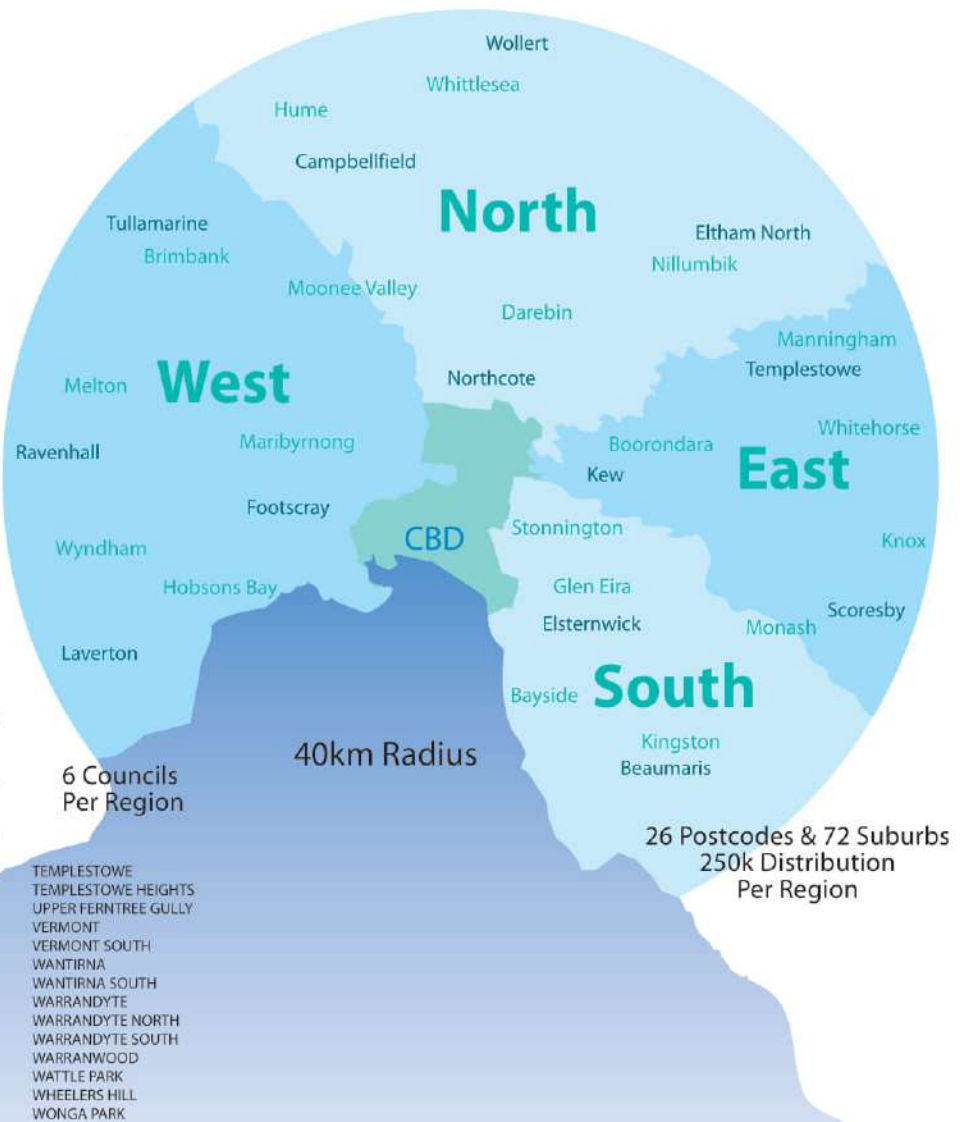 Wollert
Whittlesea
Hume
Campbellfield
North
Tullamarine
Eltham North
Brimbank
Nillumbik
Moonee Valley
Darebin
Manningham
Templestowe
West
Northcote
Melton
Whitehorse
Maribyrnong
Boorondara
Ravenhall
East
Kew
Footscray
Stonnington
CBD
Knox
Wyndham
Glen Eira
Hobsons Bay
Scoresby
Elsternwick
Monash
Laverton
South
Bayside
Kingston
40km Radius
Beaumaris
6 Councils
Per Region
26 Postcodes & 72 Suburbs
250k Distribution
Per Region
TEMPLESTOWE
TEMPLESTOWE HEIGHTS
UPPER FERNTREE GULLY
VERMONT
VERMONT SOUTH
WANTIRNA
WANTIRNA SOUTH
WARRANDYTE
WARRANDYTE NORTH
WARRANDYTE SOUTH
WARRANWOOD
WATTLE PARK
WHEELERS HILL
WONGA PARK